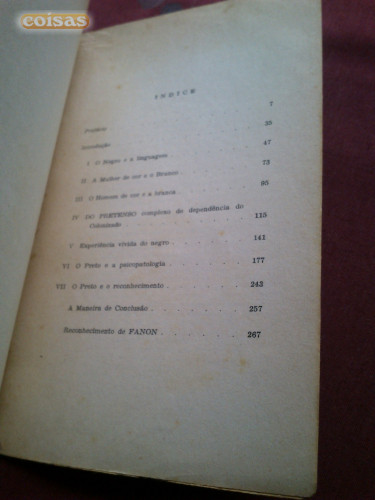 coisas
INDICE
Prefácio . . . 7
Introdução . . . 39
I O Negro e a linguagem . . . 47
II A Mulher de cor e o Branco . . . 73
III O Homem de cor e a branca . . . 95
IV DO PRETENSO complexo de dependência do
Colonizado . . . 115
V Experiência vivida do negro . . . 141
VI O Preto e a psicopatologia . . . 177
VII O Preto e o reconhecimento . . . 243
A Maneira de Conclusão . . . 257
Reconhecimento de FANON . . . 267